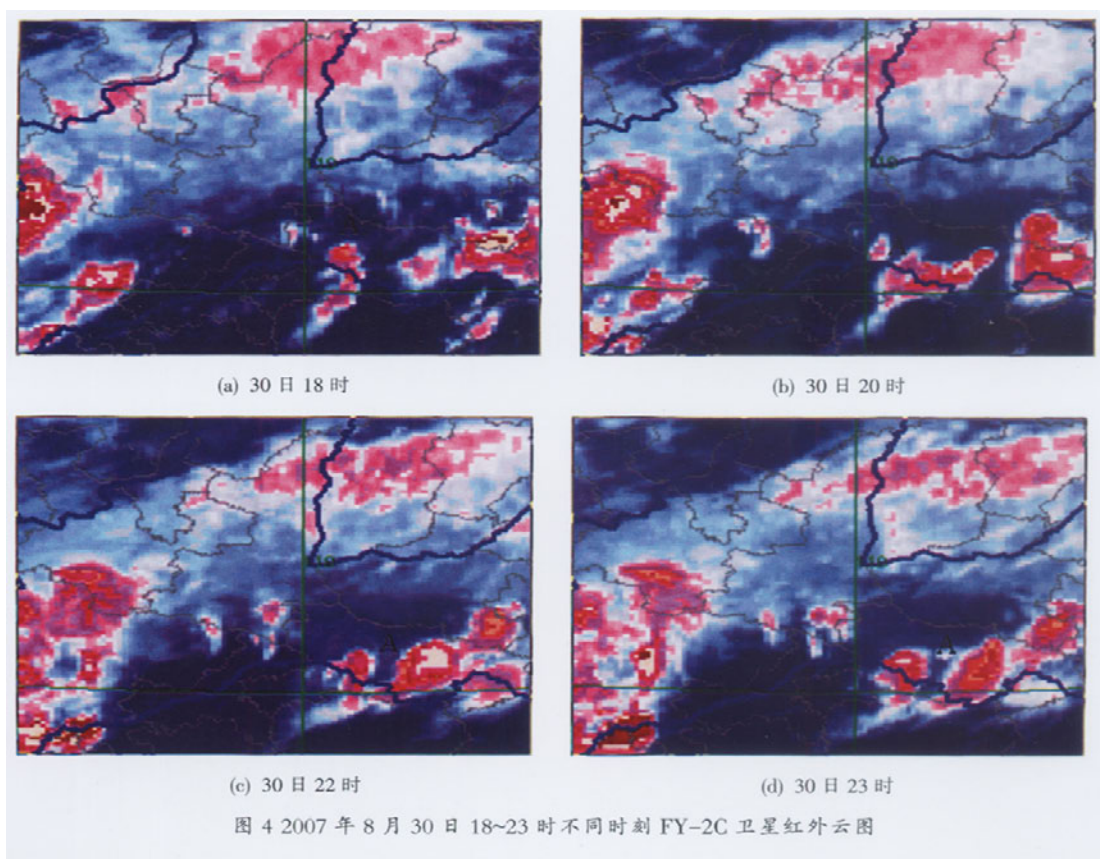 (a) 30 日 18 时
(b) 30 日 20 时
(c) 30 日 22 时
(d) 30 日 23 时
图 4 2007 年 8 月 30 日 18~23 时不同时刻 FY-2C 卫星红外云图